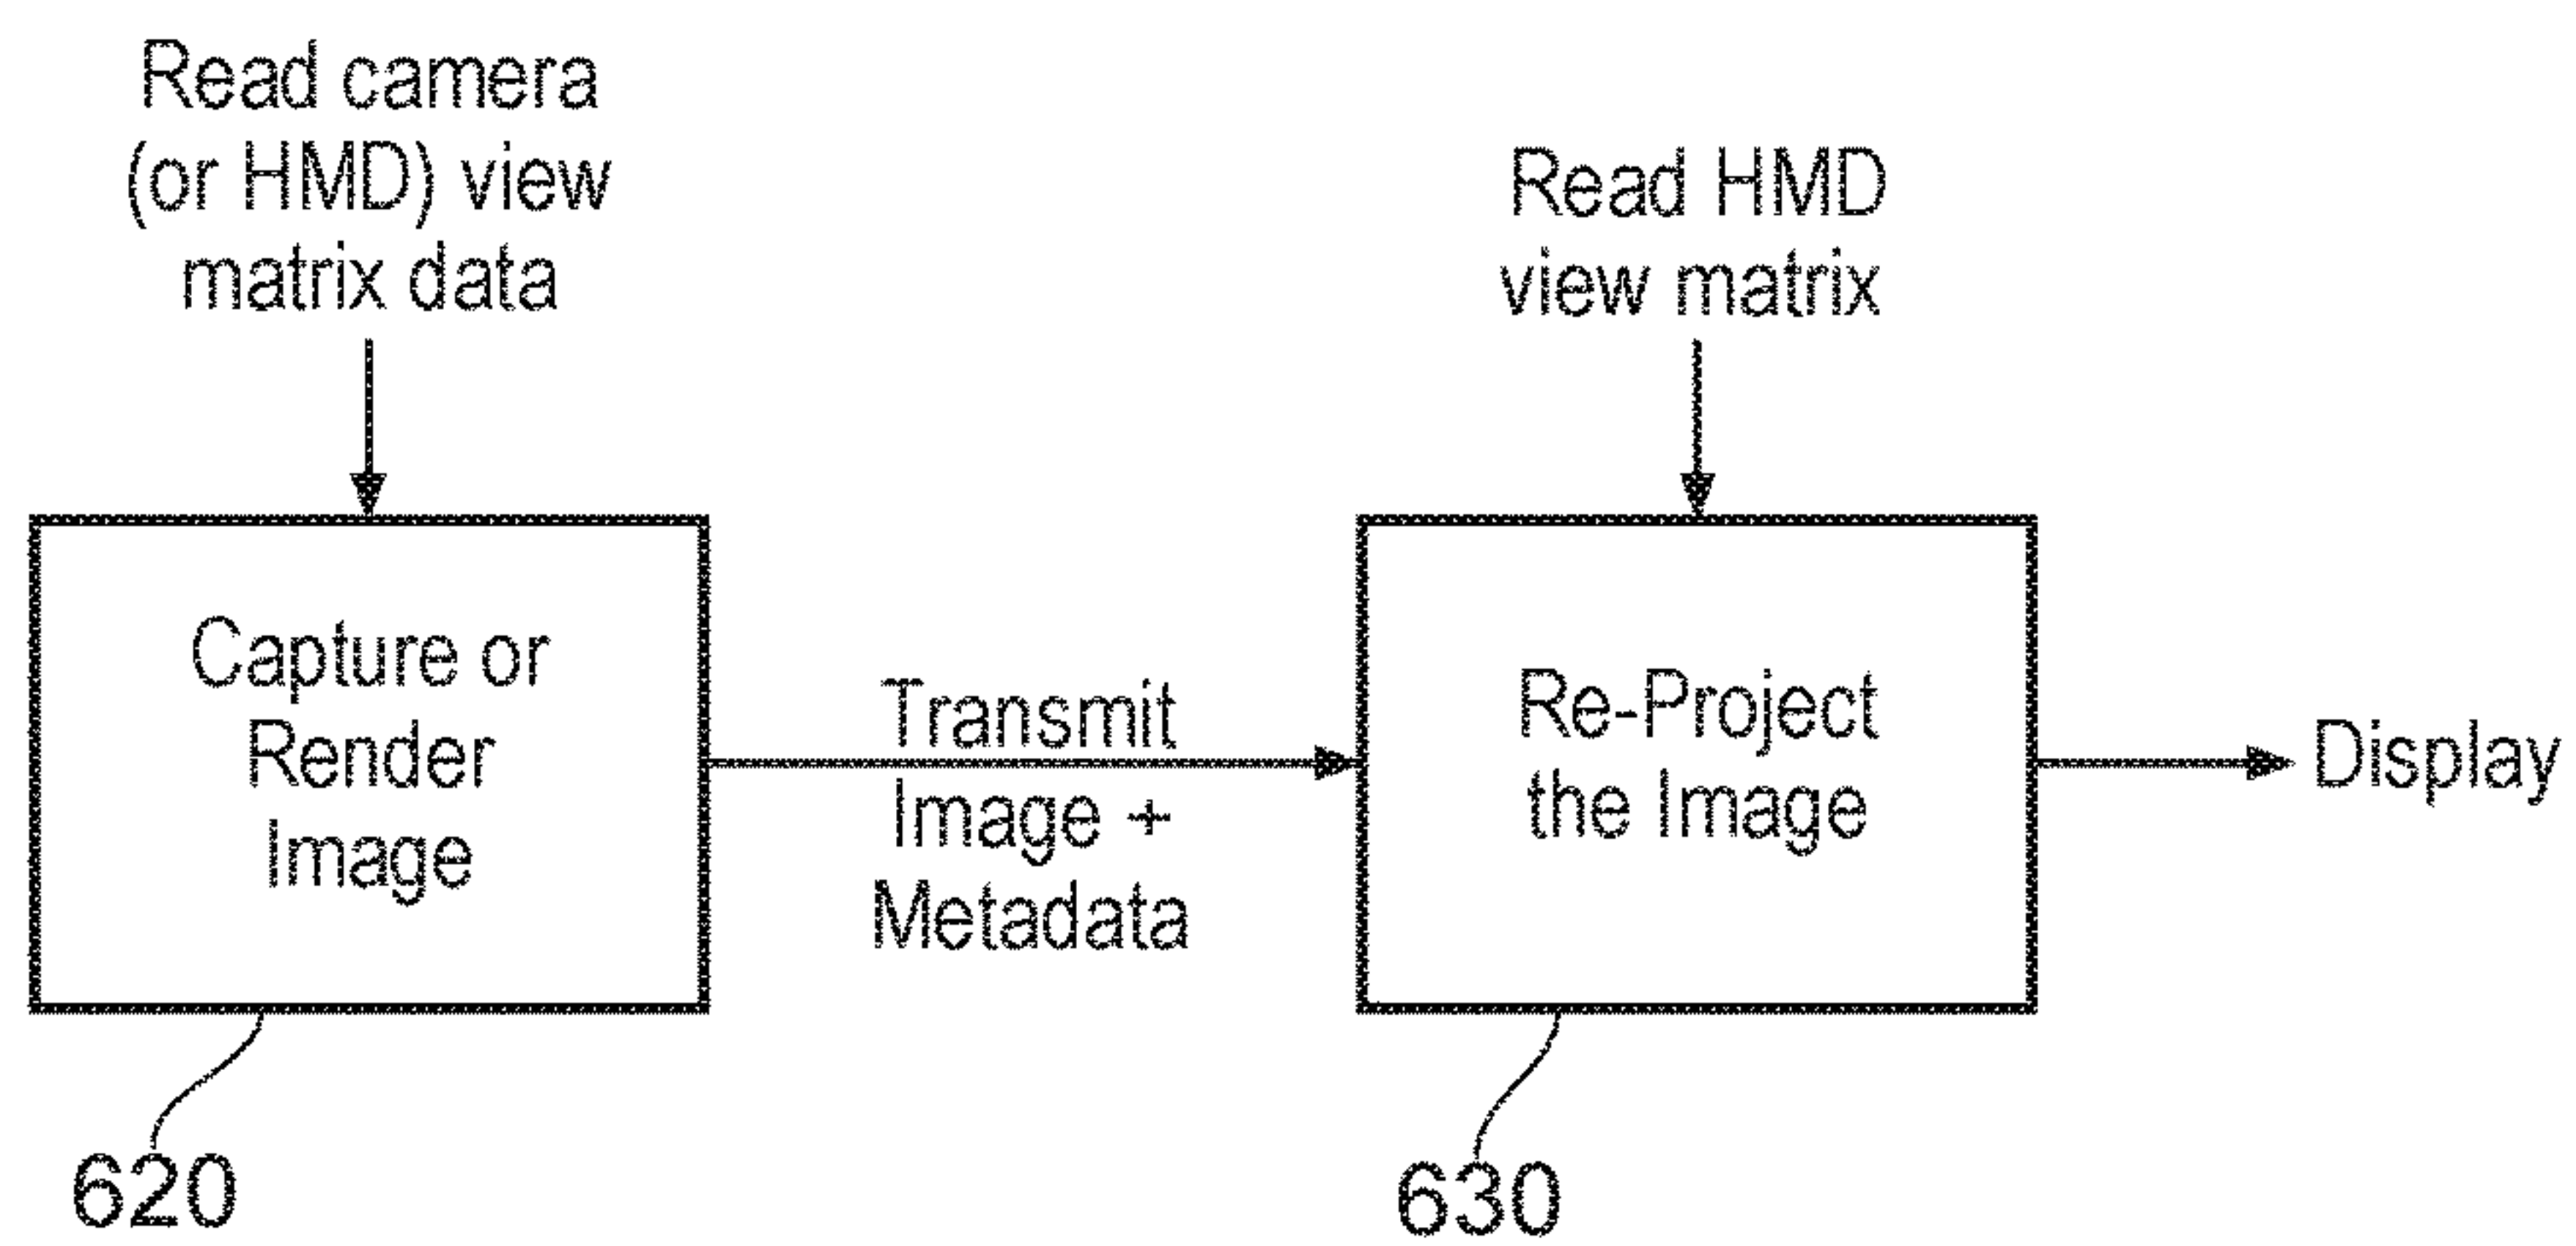 Read camera
(or HMD) view
matrix data
Read HMD
view matrix
Capture or
Render
Image
Transmit
Image +
Metadata
Re-Project
the Image
Display
620
630